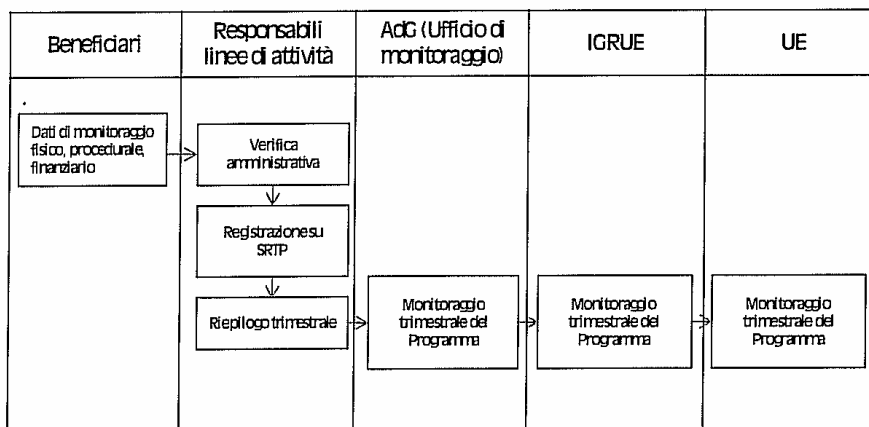 Beneficiari
Responsabili
linee di attività
AdG (Ufficio di
monitoraggio)
IGRUE
UE
Dati di monitoraggio
fisico, procedurale,
finanziario
Verifica
amministrativa
Registrazione su
SRTP
Riepilogo trimestrale
Monitoraggio
trimestrale del
Programma
Monitoraggio
trimestrale del
Programma
Monitoraggio
trimestrale del
Programma